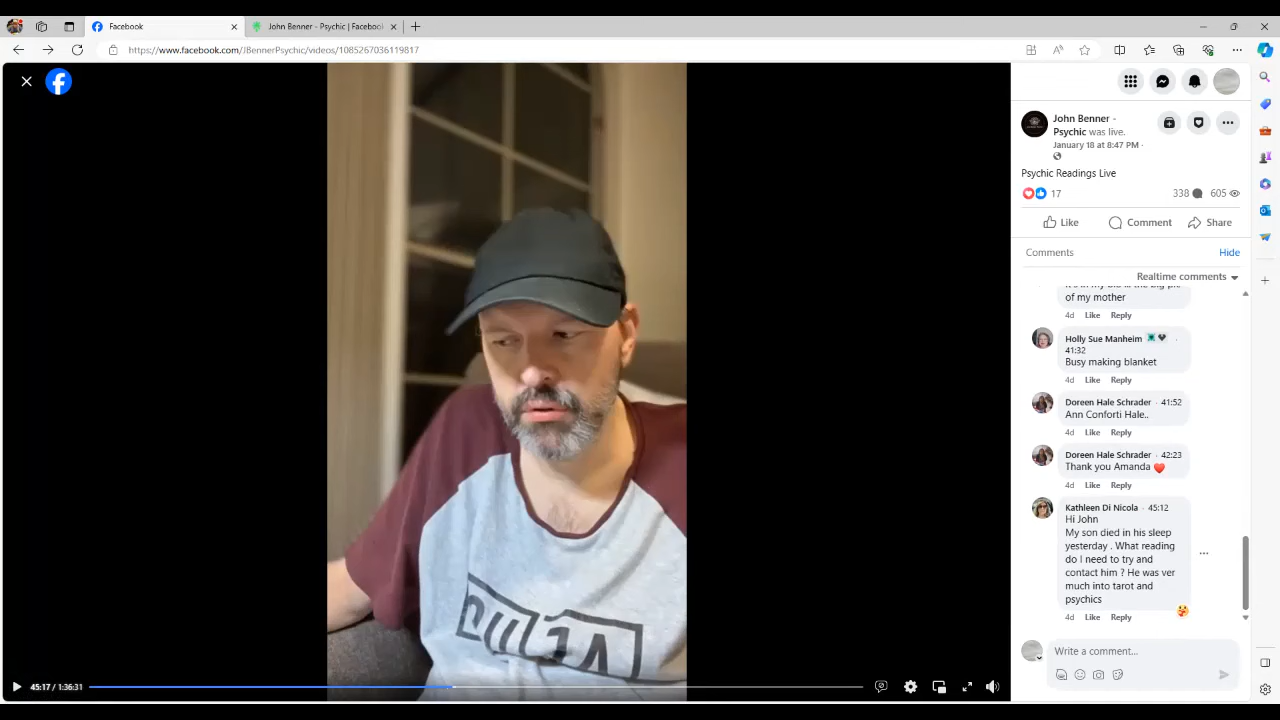 Facebook
John Benner - Psychic | Facebook
https://www.facebook.com/JBennerPsychic/videos/1085267036119817
John Benner -
Psychic was live.
January 18 at 8:47 PM ·
Psychic Readings Live
17
338
605
Like
Comment
Share
Comments
Hide
Realtime comments
of my mother
4d Like Reply
Holly Sue Manheim ·
41:32
Busy making blanket
4d Like Reply
Doreen Hale Schrader · 41:52
Ann Conforti Hale..
4d Like Reply
Doreen Hale Schrader · 42:23
Thank you Amanda
4d Like Reply
Kathleen Di Nicola · 45:12
Hi John
My son died in his sleep
yesterday . What reading
do I need to try and
contact him ? He was ver
much into tarot and
psychics
4d Like Reply
Write a comment...
OUIJA
45:17 / 1:36:31